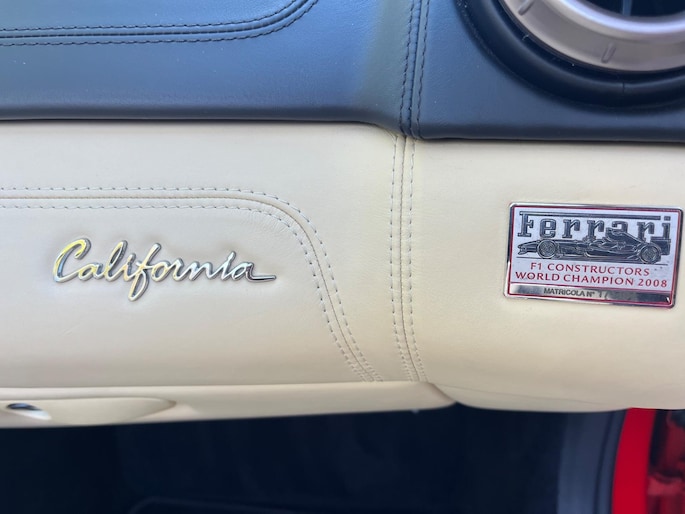 California
Ferrari
F1 CONSTRUCTORS
WORLD CHAMPION 2008
MATRICOLA N°